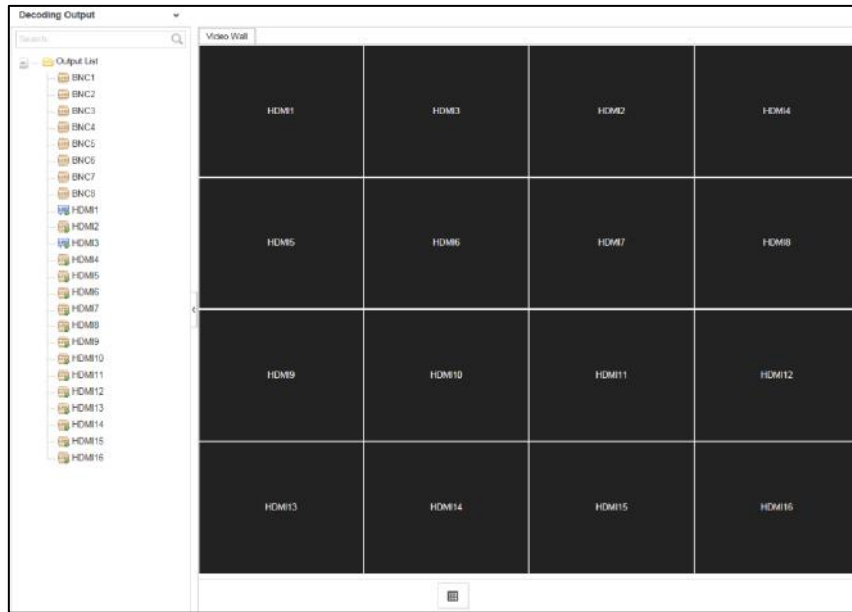 Decoding Output
Search
Video Wall
Output List
BNC1
BNC2
BNC3
BNC4
BNC5
BNC6
BNC7
BNC8
HDMI1
HDMI2
HDMI3
HDMI4
HDMI5
HDMI6
HDMI7
HDMI8
HDMI9
HDMI10
HDMI11
HDMI12
HDMI13
HDMI14
HDMI15
HDMI16
HDMI1 HDMI3 HDMI2 HDMI4
HDMI5 HDMI6 HDMI7 HDMI8
HDMI9 HDMI10 HDMI11 HDMI12
HDMI13 HDMI14 HDMI15 HDMI16